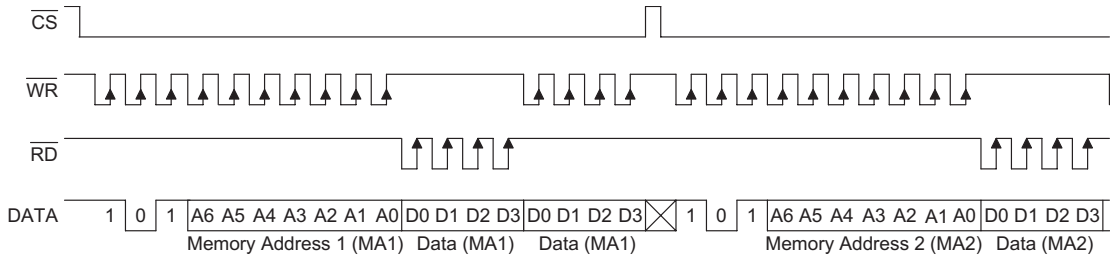 CS
WR
RD
DATA 1 0 1 A6 A5 A4 A3 A2 A1 A0 D0 D1 D2 D3 D0 D1 D2 D3 1 0 1 A6 A5 A4 A3 A2 A1 A0 D0 D1 D2 D3
Memory Address 1 (MA1) Data (MA1) Data (MA1) Memory Address 2 (MA2) Data (MA2)